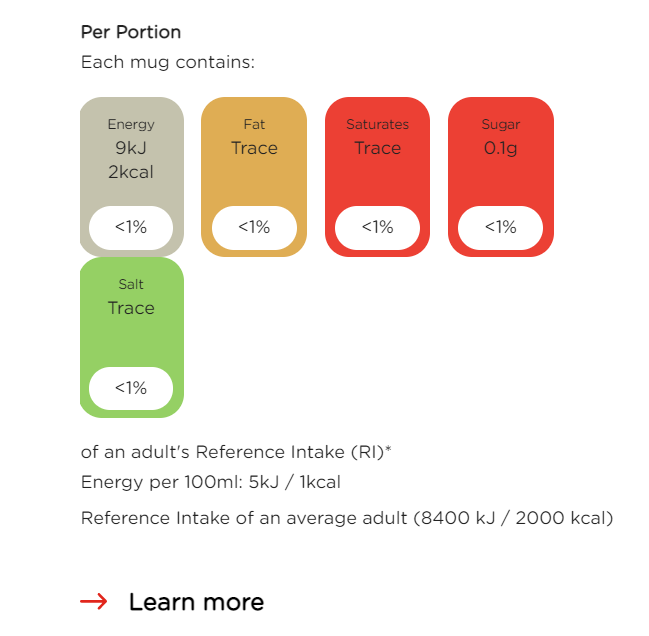 Per Portion
Each mug contains:
Energy
9kJ
2kcal
<1%
Fat
Trace
<1%
Saturates
Trace
<1%
Sugar
0.1g
<1%
Salt
Trace
<1%
of an adult's Reference Intake (RI)*
Energy per 100ml: 5kJ / 1kcal
Reference Intake of an average adult (8400 kJ / 2000 kcal)
Learn more